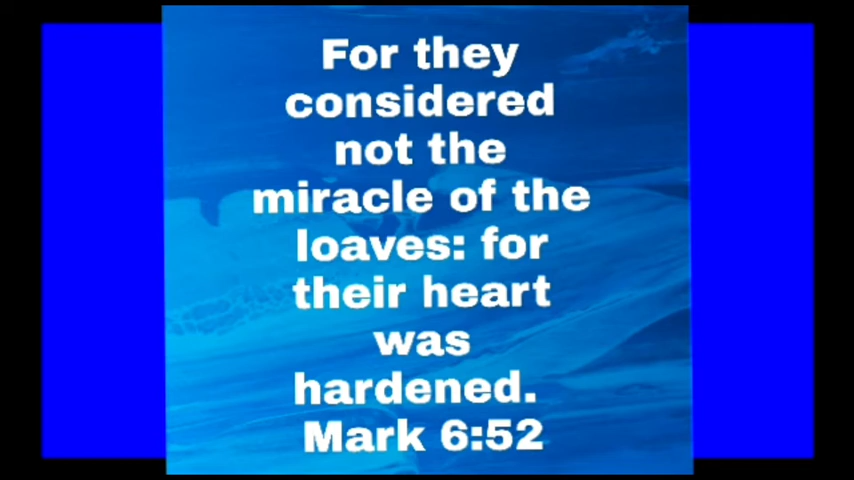 For they
considered
not the
miracle of the
loaves: for
their heart
was
hardened.
Mark 6:52